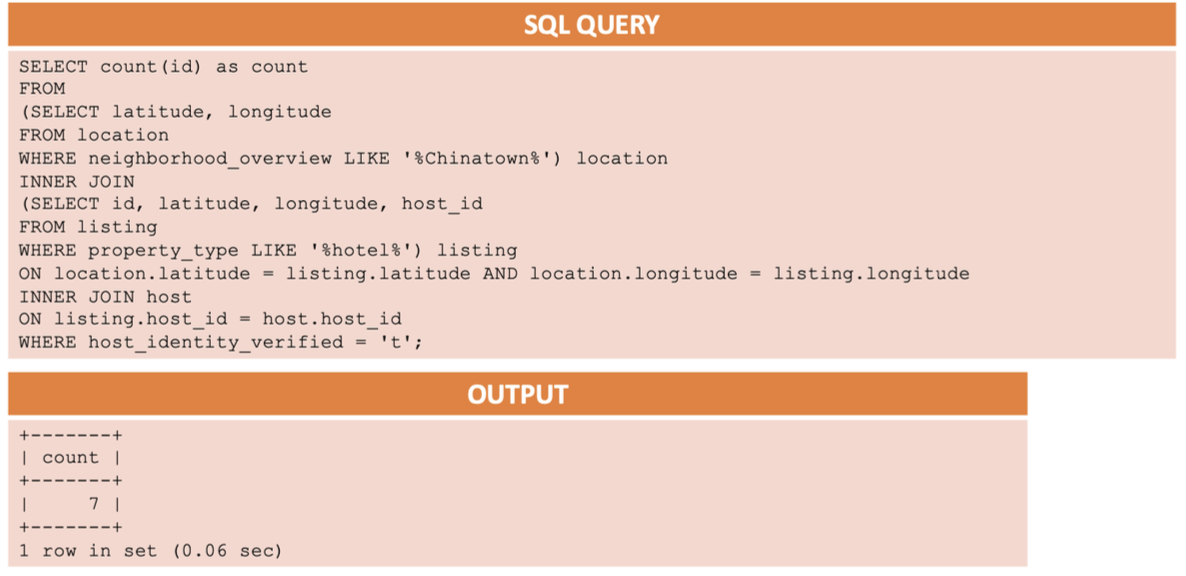 SQL QUERY
SELECT count(id) as count
FROM
(SELECT latitude, longitude
FROM location
WHERE neighborhood_overview LIKE '%Chinatown%') location
INNER JOIN
(SELECT id, latitude, longitude, host_id
FROM listing
WHERE property_type LIKE '%hotel%') listing
ON location.latitude = listing.latitude AND location.longitude = listing.longitude
INNER JOIN host
ON listing.host_id = host.host_id
WHERE host_identity_verified = 't';
OUTPUT
+-------+
| count |
+-------+
|     7 |
+-------+
1 row in set (0.06 sec)